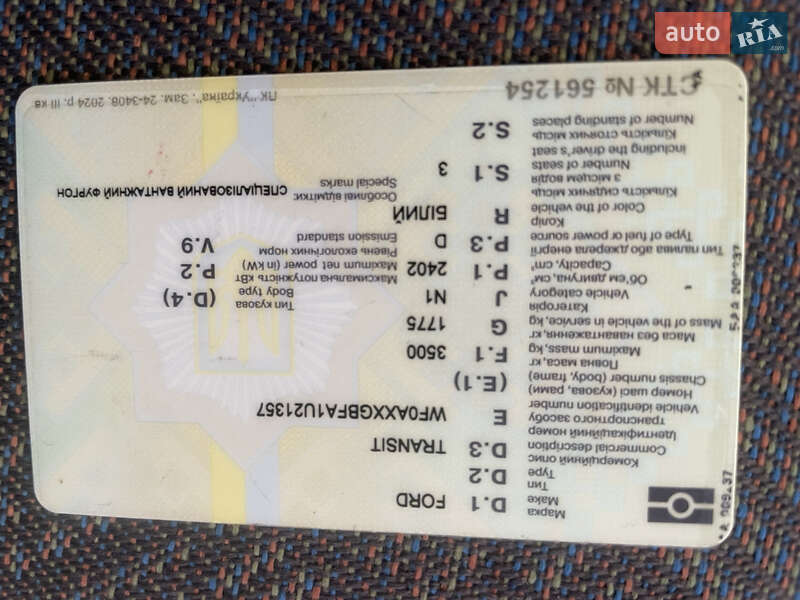 auto RIA.com
Марка
Make
D.1 FORD
Тип
Type
D.2
Комерційний опис
Commercial description
D.3 TRANSIT
Ідентифікаційний номер
транспортного засобу
Vehicle identification number
E WF0AXXGBFA1U21357
Номер шасі (кузова, рами)
Chassis number (body, frame)
(E.1)
Повна маса, кг
Maximum mass, kg
F.1 3500
Маса без навантаження, кг
Mass of the vehicle in service, kg
G 1775
Категорія
Vehicle category
J N1
Тип кузова
Body type
(D.4)
Об'єм двигуна, см³
Capacity, cm³
P.1 2402
Максимальна потужність кВт
Maximum net power (in kW)
P.2
Тип палива або джерела енергії
Type of fuel or power source
P.3 D
Рівень екологічних норм
Emission standard
V.9
Колір
Color of the vehicle
R БІЛИЙ
Особливі відмітки
Special marks
СПЕЦІАЛІЗОВАНИЙ ВАНТАЖНИЙ ФУРГОН
Кількість сидячих місць
з місцем водія
Number of seats
including the driver's seat
S.1 3
Кількість стоячих місць
Number of standing places
S.2
СТК № 561254
ПК "Україна". Зам. 24-3408. 2024 р. III кв